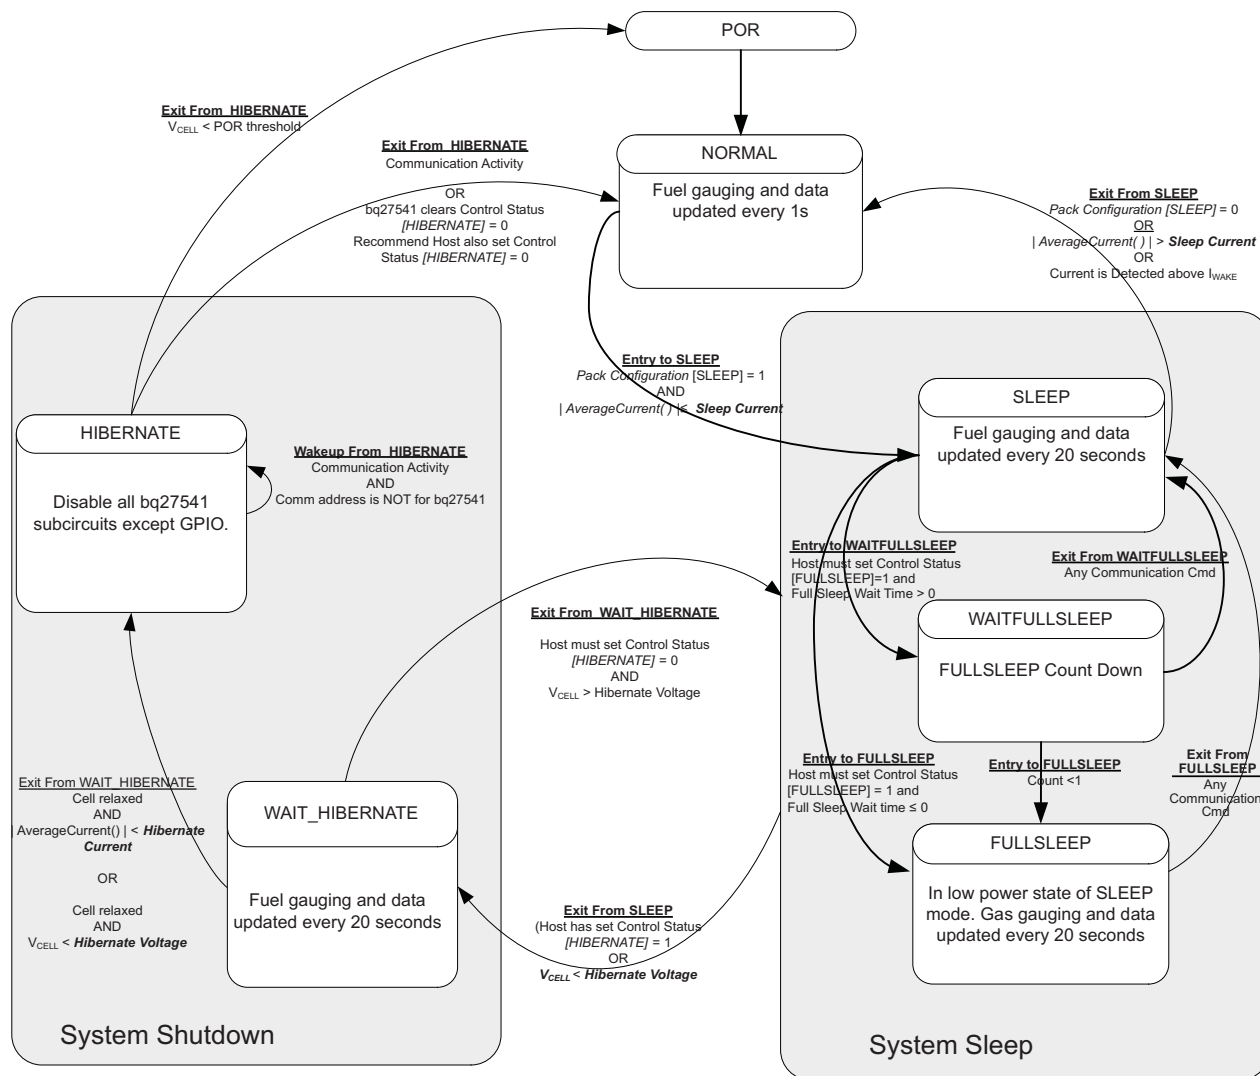 POR
Exit From HIBERNATE
VCELL < POR threshold
Exit From HIBERNATE
Communication Activity
OR
bq27541 clears Control Status
[HIBERNATE] = 0
Recommend Host also set Control
Status [HIBERNATE] = 0
NORMAL
Fuel gauging and data
updated every 1s
Exit From SLEEP
Pack Configuration [SLEEP] = 0
OR
| AverageCurrent( ) | > Sleep Current
OR
Current is Detected above IWAKE
Entry to SLEEP
Pack Configuration [SLEEP] = 1
AND
| AverageCurrent( ) | ≤ Sleep Current
HIBERNATE
Disable all bq27541
subcircuits except GPIO.
Wakeup From HIBERNATE
Communication Activity
AND
Comm address is NOT for bq27541
SLEEP
Fuel gauging and data
updated every 20 seconds
Entry to WAITFULLSLEEP
Host must set Control Status
[FULLSLEEP]=1 and
Full Sleep Wait Time > 0
Exit From WAITFULLSLEEP
Any Communication Cmd
WAITFULLSLEEP
FULLSLEEP Count Down
Exit From WAIT_HIBERNATE
Host must set Control Status
[HIBERNATE] = 0
AND
VCELL > Hibernate Voltage
Entry to FULLSLEEP
Host must set Control Status
[FULLSLEEP] = 1 and
Full Sleep Wait time ≤ 0
Entry to FULLSLEEP
Count <1
Exit From
FULLSLEEP
Any
Communication
Cmd
Exit From WAIT_HIBERNATE
Cell relaxed
AND
| AverageCurrent() | < Hibernate
Current
OR
Cell relaxed
AND
VCELL < Hibernate Voltage
WAIT_HIBERNATE
Fuel gauging and data
updated every 20 seconds
FULLSLEEP
In low power state of SLEEP
mode. Gas gauging and data
updated every 20 seconds
Exit From SLEEP
(Host has set Control Status
[HIBERNATE] = 1
OR
VCELL < Hibernate Voltage
System Shutdown
System Sleep